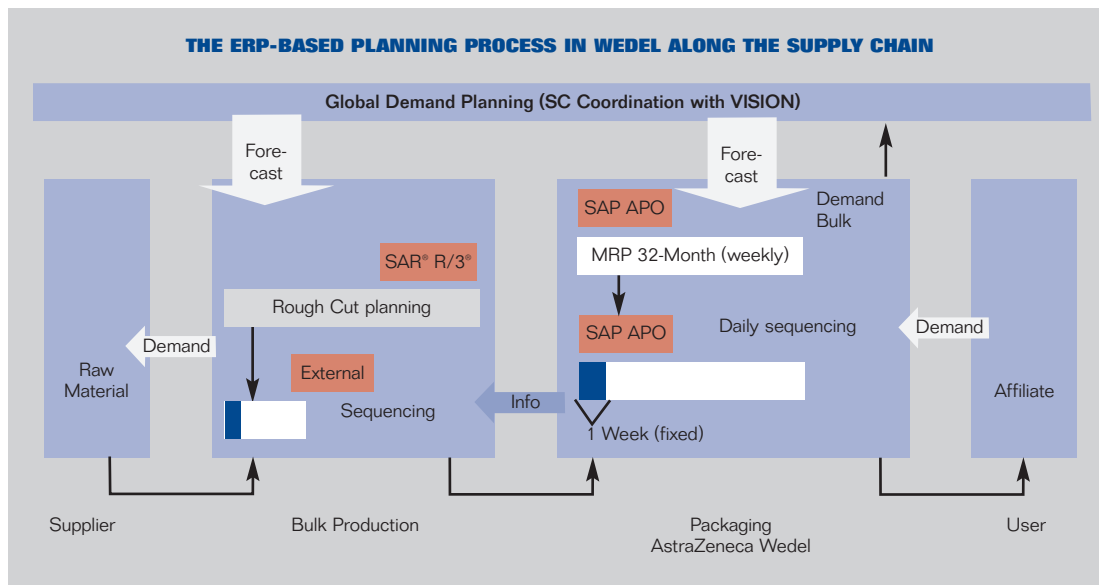 THE ERP-BASED PLANNING PROCESS IN WEDEL ALONG THE SUPPLY CHAIN
Global Demand Planning (SC Coordination with VISION)
Fore-
cast
Fore-
cast
SAP APO
Demand
Bulk
MRP 32-Month (weekly)
SAR® R/3®
Rough Cut planning
SAP APO
Daily sequencing
Demand
Demand
Raw
Material
External
Sequencing
Info
Affiliate
1 Week (fixed)
Supplier
Bulk Production
Packaging
AstraZeneca Wedel
User